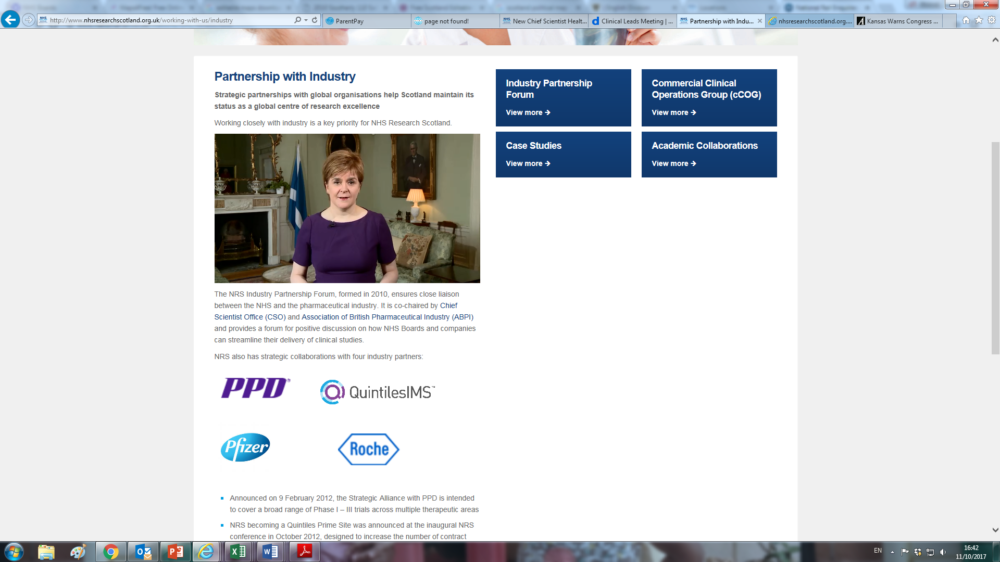 http://www.nhsresearchscotland.org.uk/working-with-us/industry
ParentPay
page not found!
New Chief Scientist Healt...
Clinical Leads Meeting | ...
Partnership with Indu...
nhsresearchscotland.org....
Kansas Warns Congress ...
Partnership with Industry
Strategic partnerships with global organisations help Scotland maintain its
status as a global centre of research excellence
Working closely with industry is a key priority for NHS Research Scotland.
The NRS Industry Partnership Forum, formed in 2010, ensures close liaison
between the NHS and the pharmaceutical industry. It is co-chaired by Chief
Scientist Office (CSO) and Association of British Pharmaceutical Industry (ABPI)
and provides a forum for positive discussion on how NHS Boards and companies
can streamline their delivery of clinical studies.
NRS also has strategic collaborations with four industry partners:
PPD®
QuintilesIMS™
Pfizer
Roche
Announced on 9 February 2012, the Strategic Alliance with PPD is intended
to cover a broad range of Phase I – III trials across multiple therapeutic areas
NRS becoming a Quintiles Prime Site was announced at the inaugural NRS
conference in October 2012, designed to increase the number of contract
Industry Partnership
Forum
View more →
Commercial Clinical
Operations Group (cCOG)
View more →
Case Studies
View more →
Academic Collaborations
View more →
EN
16:42
11/10/2017